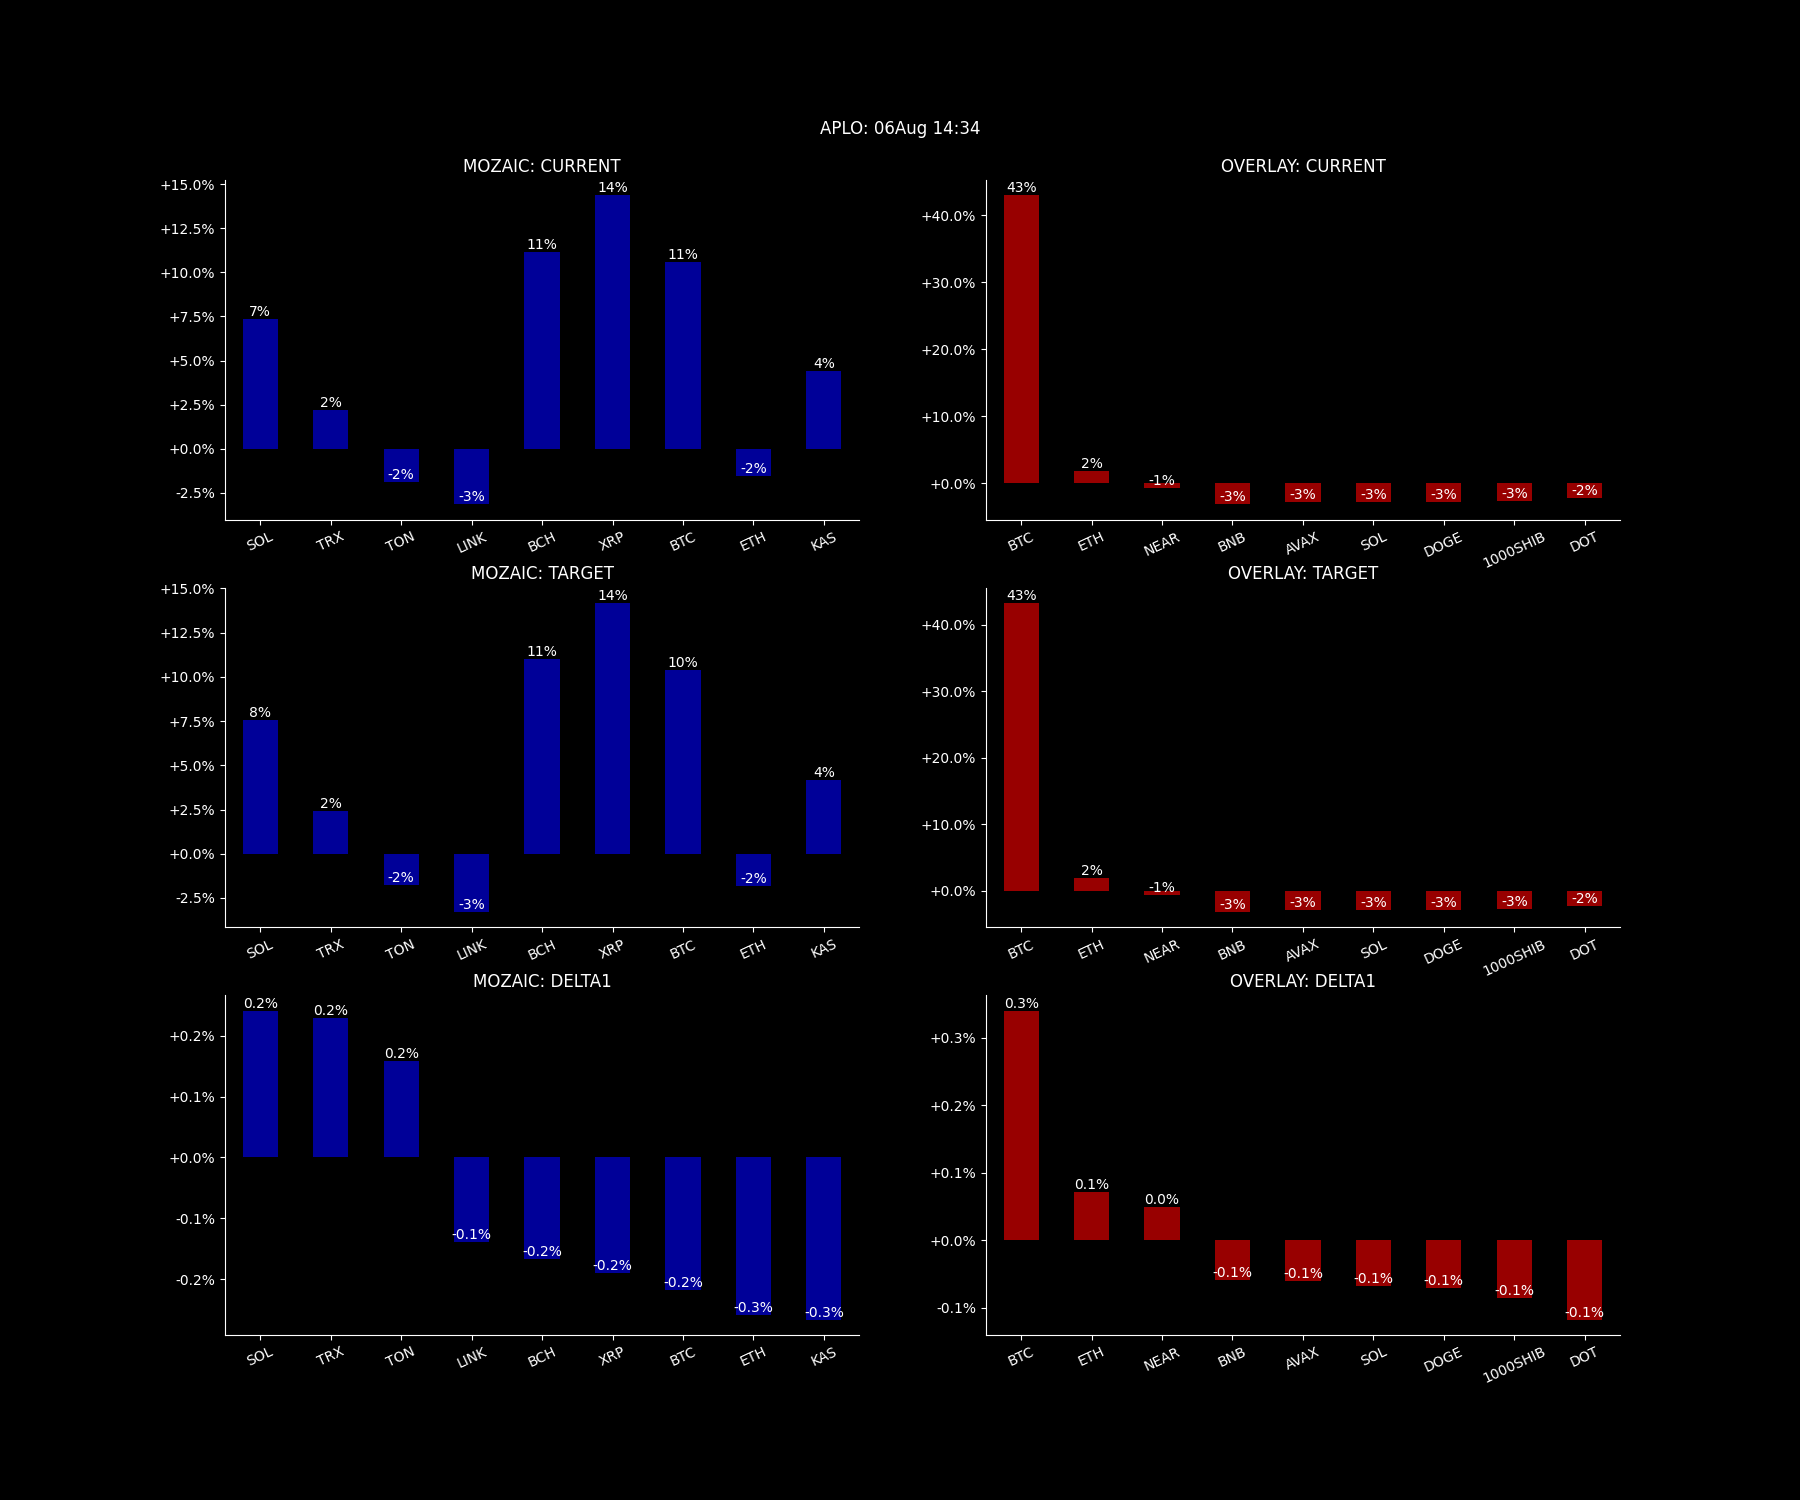 APLO: 06Aug 14:34
MOZAIC: CURRENT
+15.0%
+12.5%
+10.0%
+7.5%
+5.0%
+2.5%
+0.0%
-2.5%
7%
2%
-2%
-3%
11%
14%
11%
-2%
4%
SOL
TRX
TON
LINK
BCH
XRP
BTC
ETH
KAS
OVERLAY: CURRENT
+40.0%
+30.0%
+20.0%
+10.0%
+0.0%
43%
2%
-1%
-3%
-3%
-3%
-3%
-3%
-2%
BTC
ETH
NEAR
BNB
AVAX
SOL
DOGE
1000SHIB
DOT
MOZAIC: TARGET
+15.0%
+12.5%
+10.0%
+7.5%
+5.0%
+2.5%
+0.0%
-2.5%
8%
2%
-2%
-3%
11%
14%
10%
-2%
4%
SOL
TRX
TON
LINK
BCH
XRP
BTC
ETH
KAS
OVERLAY: TARGET
+40.0%
+30.0%
+20.0%
+10.0%
+0.0%
43%
2%
-1%
-3%
-3%
-3%
-3%
-3%
-2%
BTC
ETH
NEAR
BNB
AVAX
SOL
DOGE
1000SHIB
DOT
MOZAIC: DELTA1
+0.2%
+0.1%
+0.0%
-0.1%
-0.2%
0.2%
0.2%
0.2%
-0.1%
-0.2%
-0.2%
-0.2%
-0.3%
-0.3%
SOL
TRX
TON
LINK
BCH
XRP
BTC
ETH
KAS
OVERLAY: DELTA1
+0.3%
+0.2%
+0.1%
+0.0%
-0.1%
0.3%
0.1%
0.0%
-0.1%
-0.1%
-0.1%
-0.1%
-0.1%
-0.1%
BTC
ETH
NEAR
BNB
AVAX
SOL
DOGE
1000SHIB
DOT